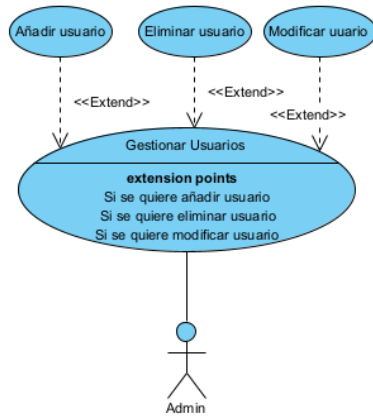 Añadir usuario
Eliminar usuario
Modificar uuario
<<Extend>>
<<Extend>>
<<Extend>>
Gestionar Usuarios
extension points
Si se quiere añadir usuario
Si se quiere eliminar usuario
Si se quiere modificar usuario
Admin